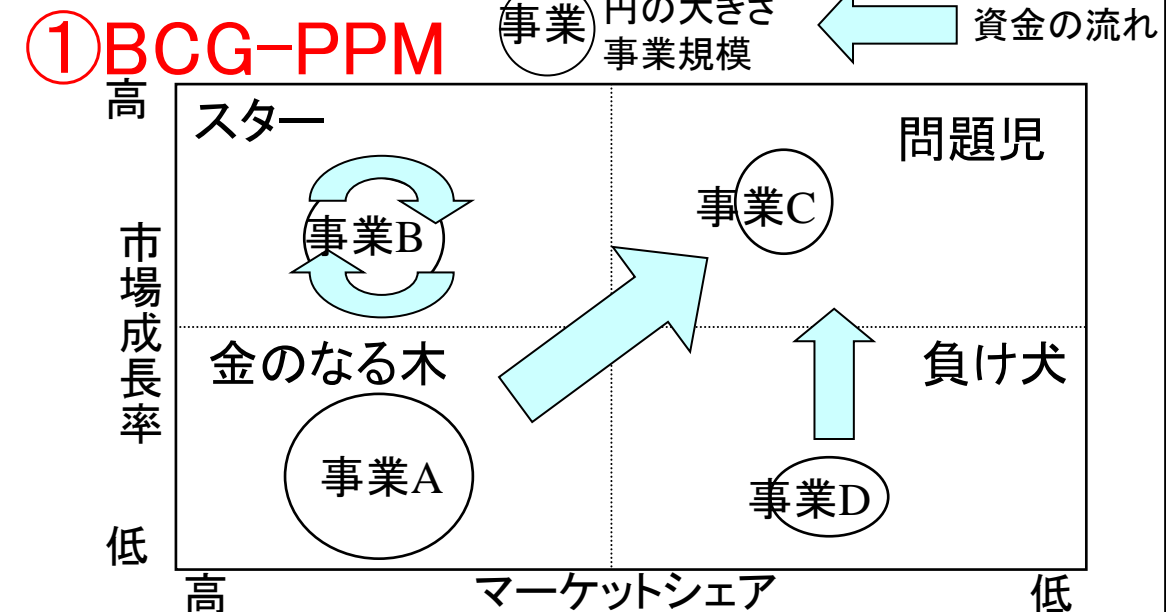 ①BCG-PPM
事業
円の大きさ
事業規模
資金の流れ
高
スター
問題児
事業B
事業C
市場成長率
金のなる木
負け犬
事業A
事業D
低
高
マーケットシェア
低